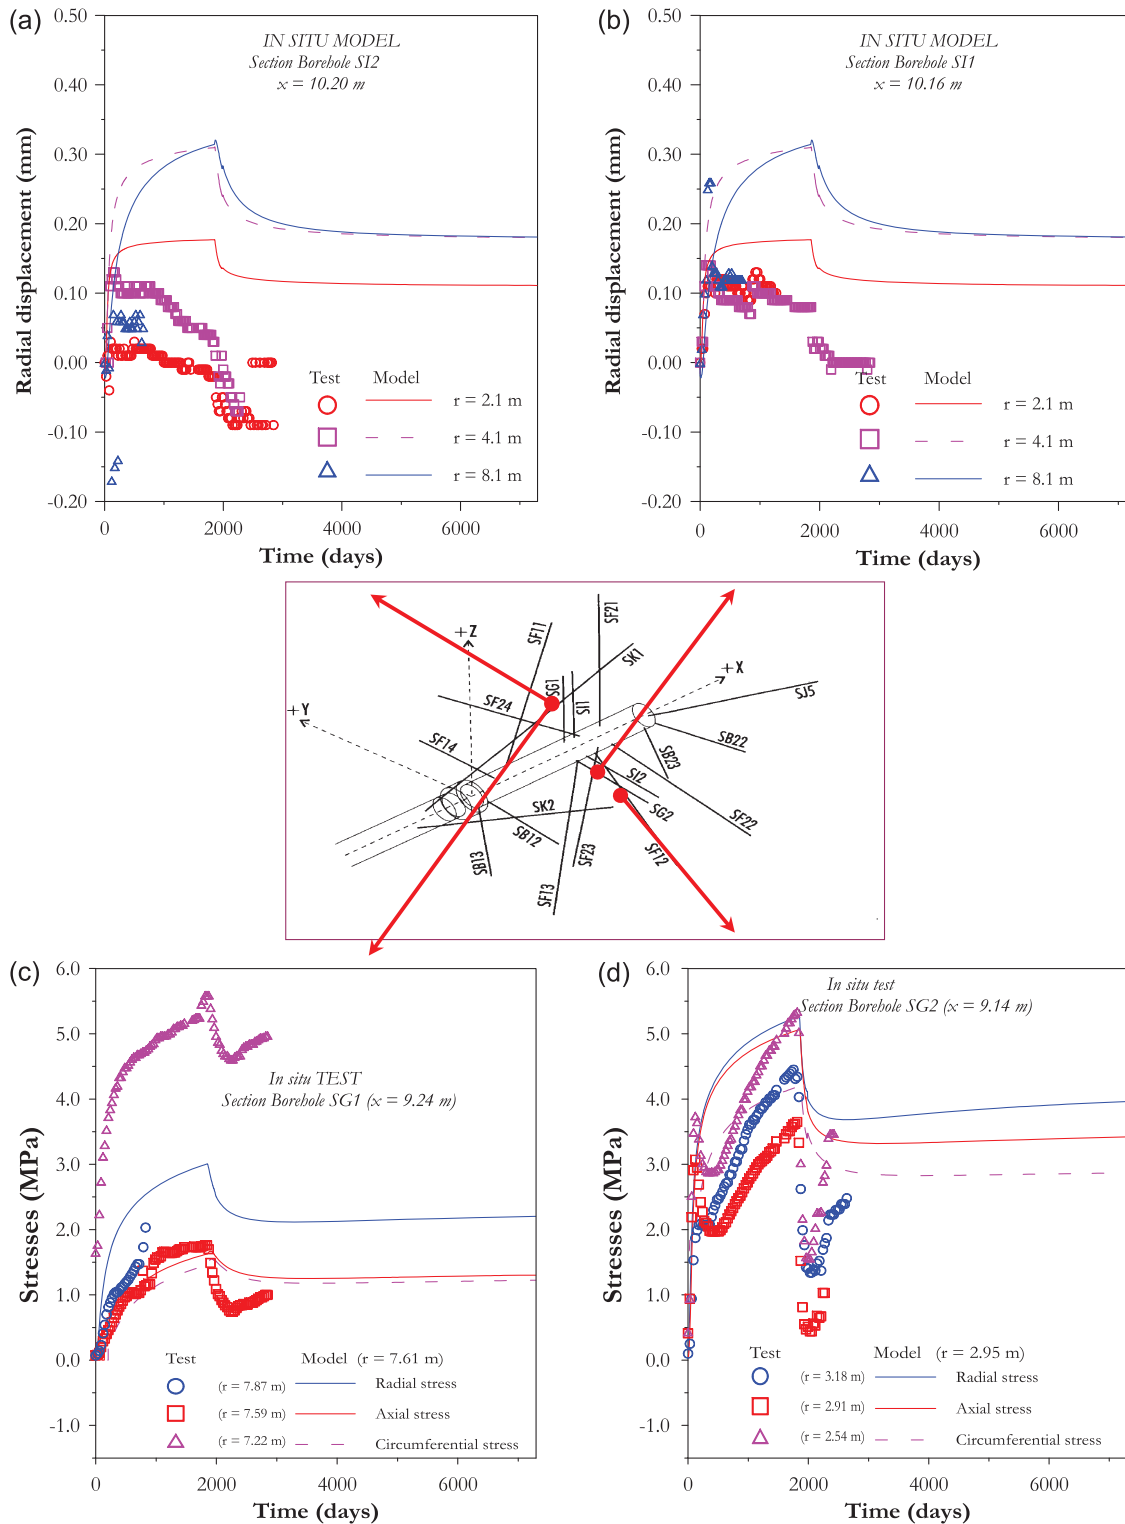 (a)
IN SITU MODEL
Section Borehole SI2
x = 10.20 m
0.50
0.40
0.30
0.20
0.10
0.00
-0.10
-0.20
Radial displacement (mm)
Test Model
r = 2.1 m
r = 4.1 m
r = 8.1 m
0 2000 4000 6000
Time (days)
(b)
IN SITU MODEL
Section Borehole SI1
x = 10.16 m
0.50
0.40
0.30
0.20
0.10
0.00
-0.10
-0.20
Radial displacement (mm)
Test Model
r = 2.1 m
r = 4.1 m
r = 8.1 m
0 2000 4000 6000
Time (days)
+Z
SF11
SF21
SK1
SG1
SI1
+X
SJ5
SF24
+Y
SF14
SB22
SB23
SI2
SG2
SF22
SK2
SB12
SB13
SF23
SF12
SF13
(c)
6.0
5.0
4.0
3.0
2.0
1.0
0.0
-1.0
Stresses (MPa)
In situ TEST
Section Borehole SG1 (x = 9.24 m)
Test Model (r = 7.61 m)
(r = 7.87 m) Radial stress
(r = 7.59 m) Axial stress
(r = 7.22 m) Circumferential stress
0 2000 4000 6000
Time (days)
(d)
6.0
5.0
4.0
3.0
2.0
1.0
0.0
-1.0
Stresses (MPa)
In situ test
Section Borehole SG2 (x = 9.14 m)
Test Model (r = 2.95 m)
(r = 3.18 m) Radial stress
(r = 2.91 m) Axial stress
(r = 2.54 m) Circumferential stress
0 2000 4000 6000
Time (days)